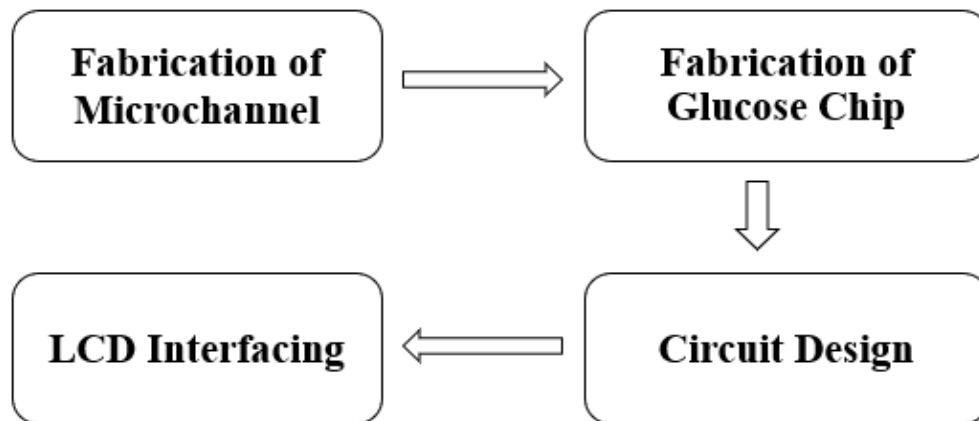 Fabrication of
Microchannel
Fabrication of
Glucose Chip
LCD Interfacing
Circuit Design